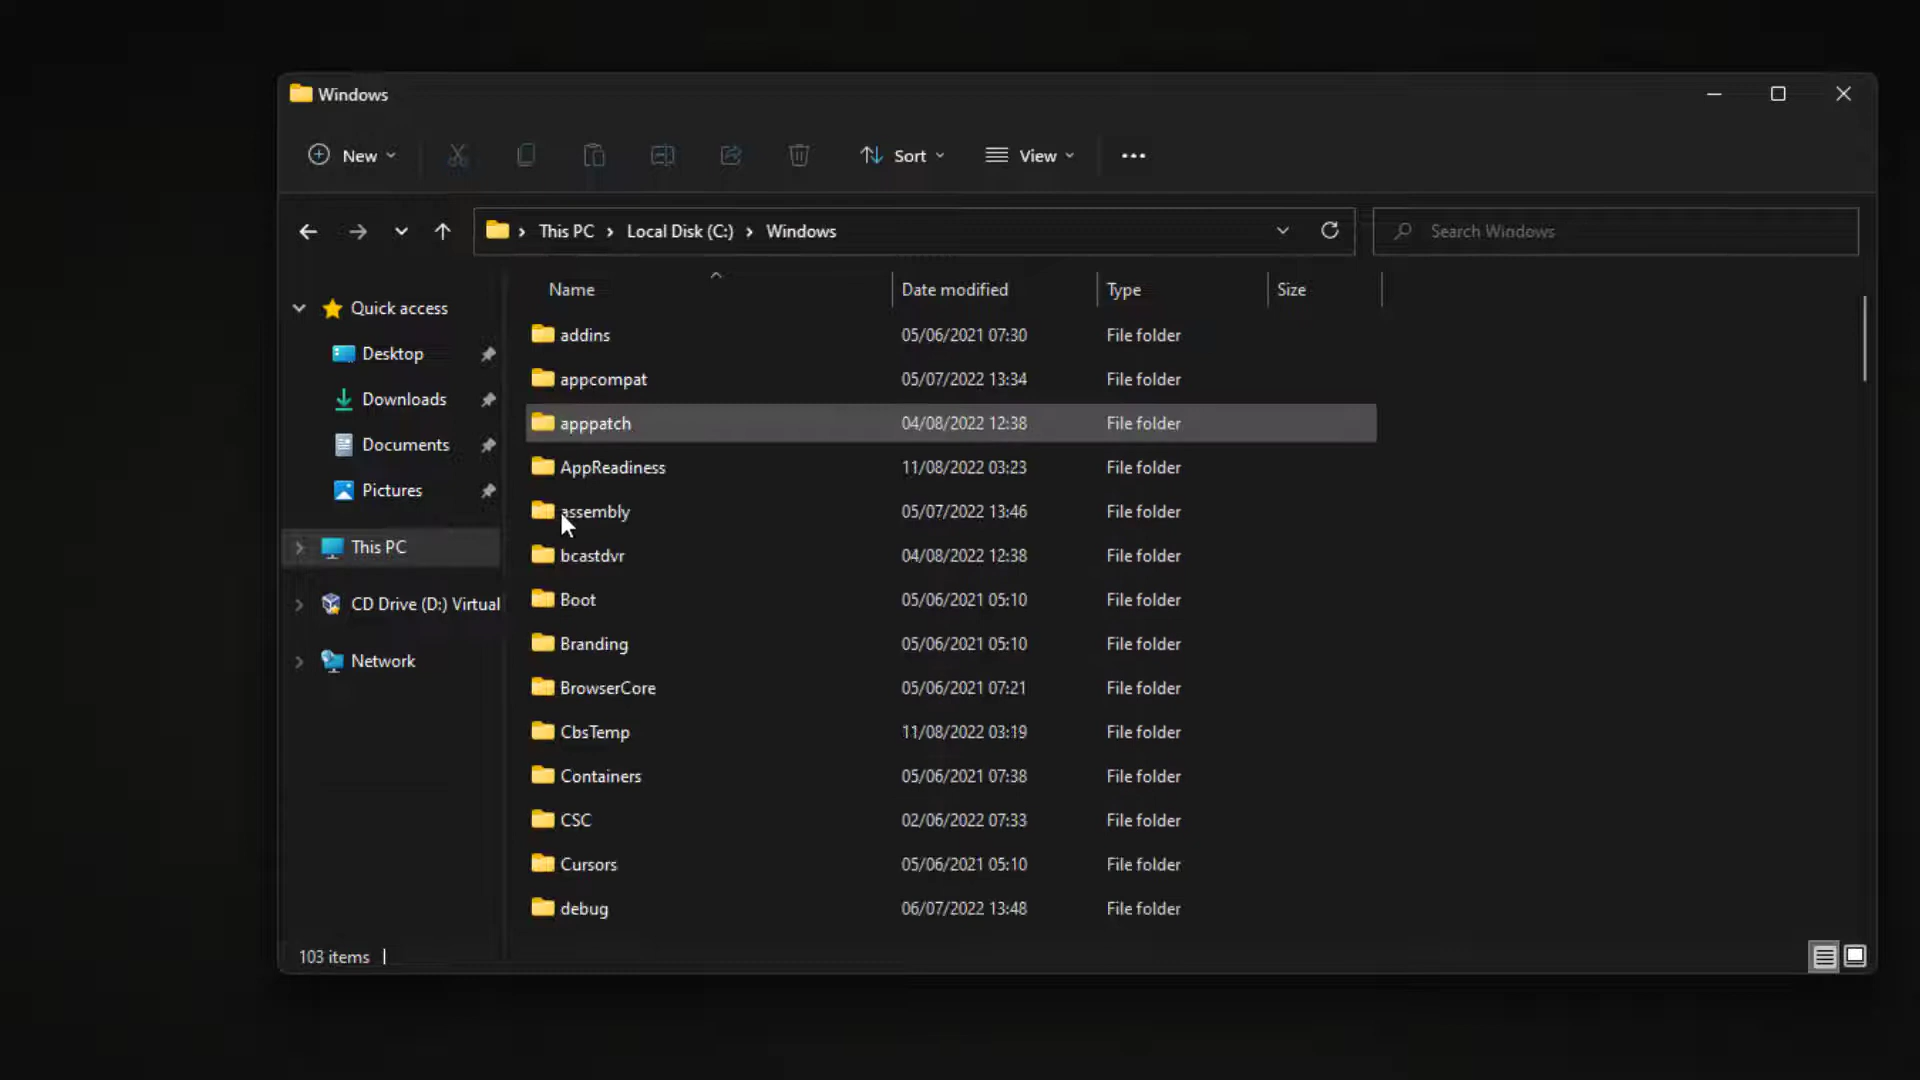 Windows
New
Sort
View
This PC > Local Disk (C:) > Windows
Search Windows
Quick access
Desktop
Downloads
Documents
Pictures
This PC
CD Drive (D:) Virtual
Network
Name Date modified Type Size
addins 05/06/2021 07:30 File folder
appcompat 05/07/2022 13:34 File folder
apppatch 04/08/2022 12:38 File folder
AppReadiness 11/08/2022 03:23 File folder
assembly 05/07/2022 13:46 File folder
bcastdvr 04/08/2022 12:38 File folder
Boot 05/06/2021 05:10 File folder
Branding 05/06/2021 05:10 File folder
BrowserCore 05/06/2021 07:21 File folder
CbsTemp 11/08/2022 03:19 File folder
Containers 05/06/2021 07:38 File folder
CSC 02/06/2022 07:33 File folder
Cursors 05/06/2021 05:10 File folder
debug 06/07/2022 13:48 File folder
103 items